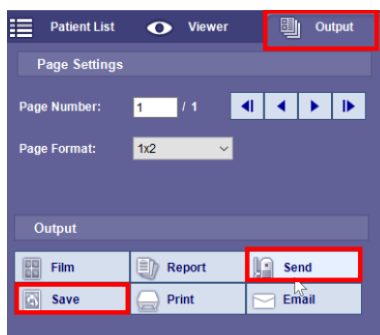 Patient List Viewer Output
Page Settings
Page Number: 1 / 1
Page Format: 1x2
Output
Film Report Send
Save Print Email